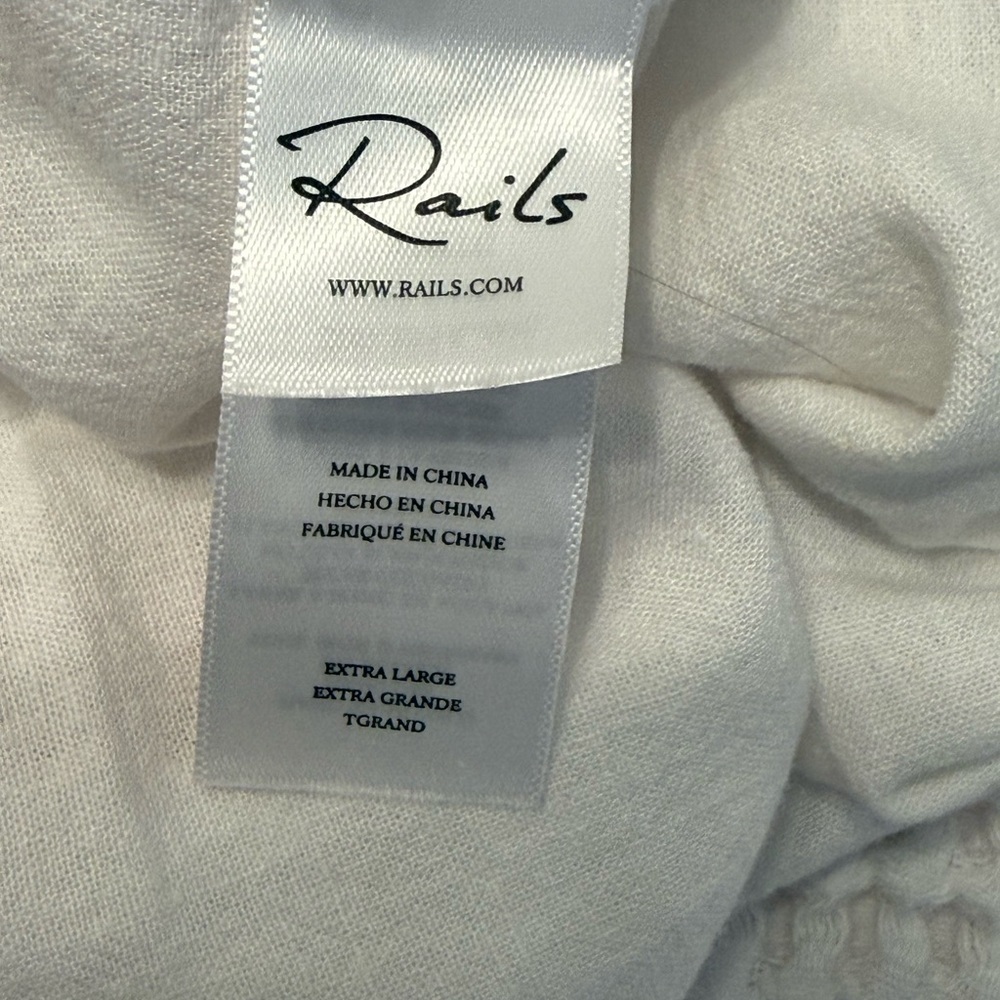 Rails
WWW.RAILS.COM
MADE IN CHINA
HECHO EN CHINA
FABRIQUÉ EN CHINE
EXTRA LARGE
EXTRA GRANDE
TGRAND